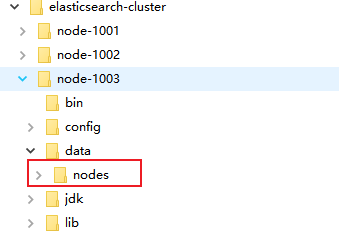 elasticsearch-cluster
node-1001
node-1002
node-1003
bin
config
data
nodes
jdk
lib